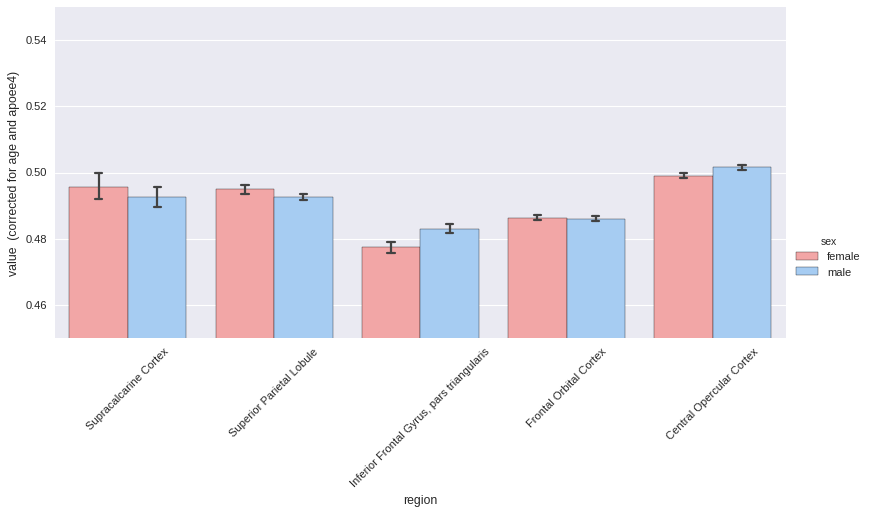 0.54
0.52
0.50
0.48
0.46
value  (corrected for age and apoee4)
Supracalcarine Cortex
Superior Parietal Lobule
Inferior Frontal Gyrus, pars triangularis
Frontal Orbital Cortex
Central Opercular Cortex
region
sex
female
male